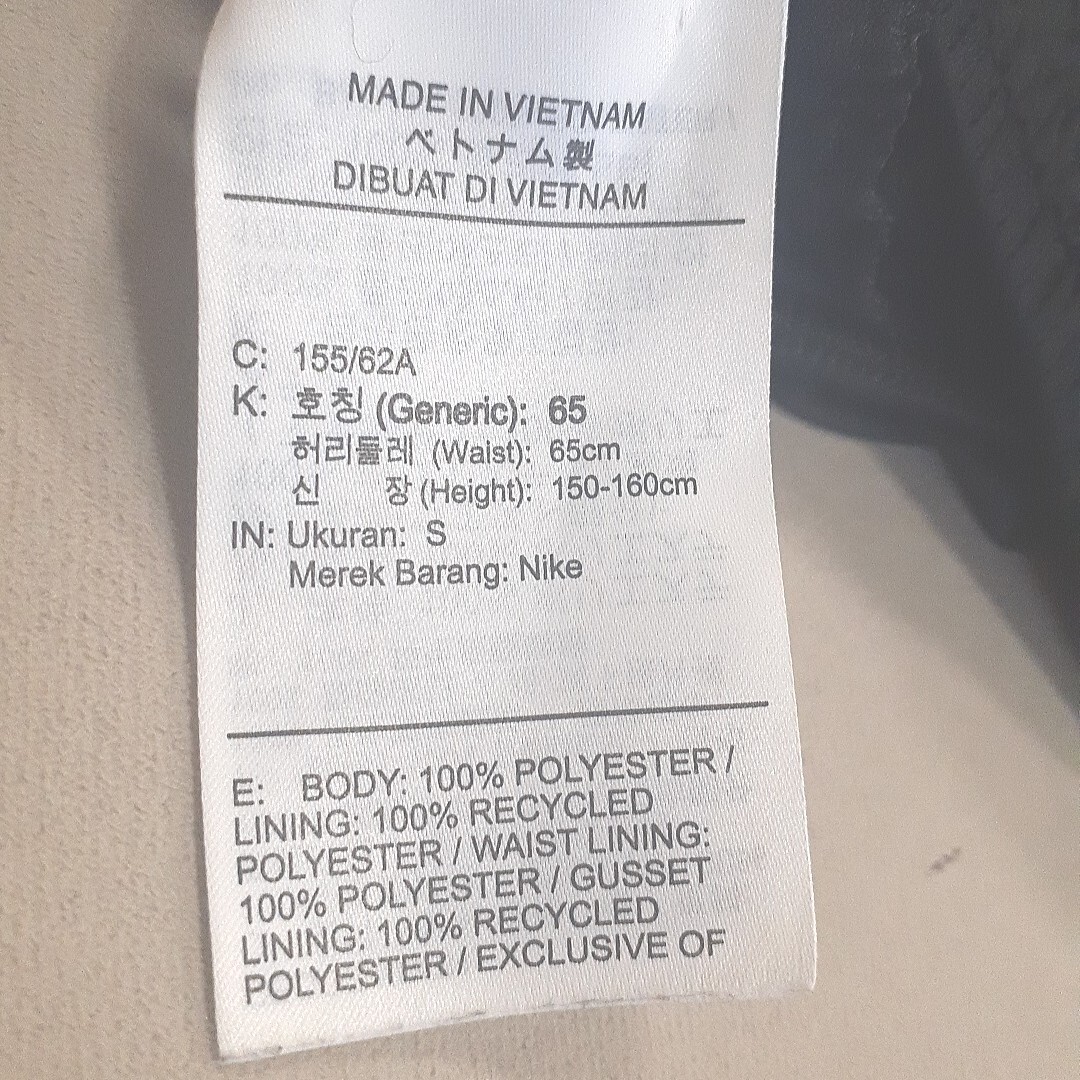 MADE IN VIETNAM
ベトナム製
DIBUAT DI VIETNAM
C: 155/62A
K: 호칭 (Generic): 65
허리둘레 (Waist): 65cm
신 장 (Height): 150-160cm
IN: Ukuran: S
Merek Barang: Nike
E: BODY: 100% POLYESTER /
LINING: 100% RECYCLED
POLYESTER / WAIST LINING:
100% POLYESTER / GUSSET
LINING: 100% RECYCLED
POLYESTER / EXCLUSIVE OF